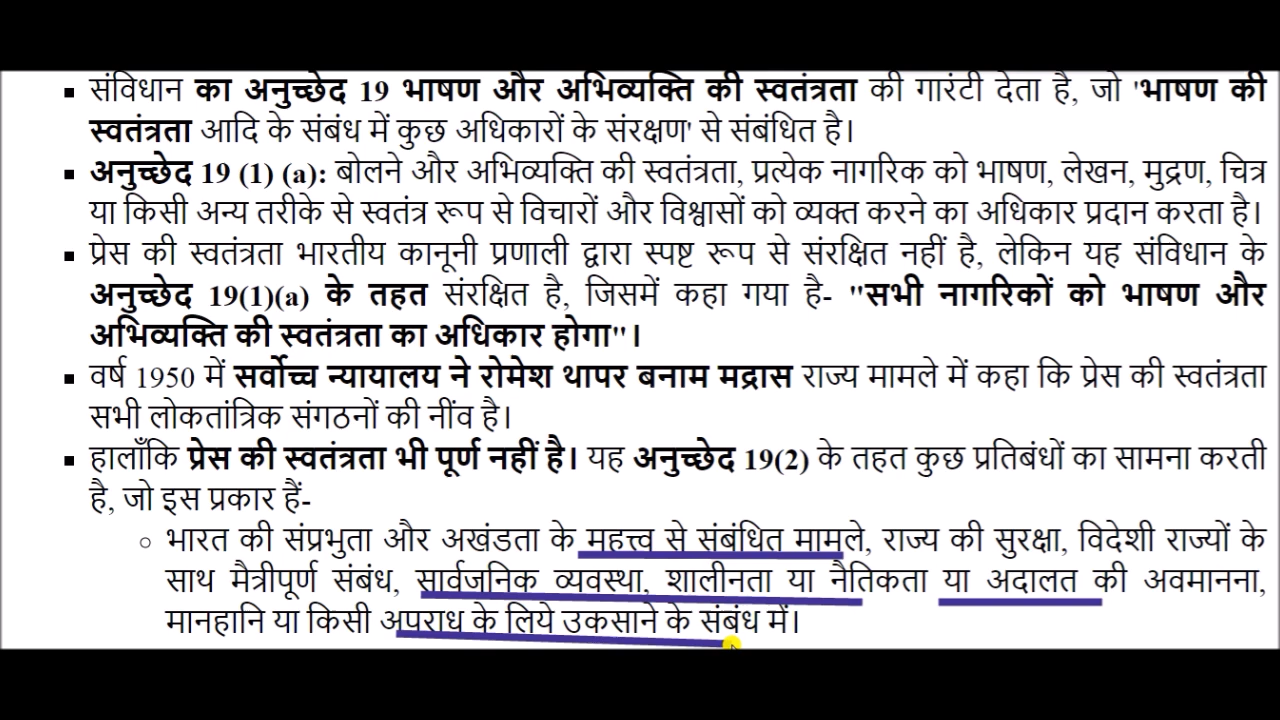 ▪ संविधान का अनुच्छेद 19 भाषण और अभिव्यक्ति की स्वतंत्रता की गारंटी देता है, जो 'भाषण की
स्वतंत्रता आदि के संबंध में कुछ अधिकारों के संरक्षण' से संबंधित है।
▪ अनुच्छेद 19 (1) (a): बोलने और अभिव्यक्ति की स्वतंत्रता, प्रत्येक नागरिक को भाषण, लेखन, मुद्रण, चित्र
या किसी अन्य तरीके से स्वतंत्र रूप से विचारों और विश्वासों को व्यक्त करने का अधिकार प्रदान करता है।
▪ प्रेस की स्वतंत्रता भारतीय कानूनी प्रणाली द्वारा स्पष्ट रूप से संरक्षित नहीं है, लेकिन यह संविधान के
अनुच्छेद 19(1)(a) के तहत संरक्षित है, जिसमें कहा गया है- "सभी नागरिकों को भाषण और
अभिव्यक्ति की स्वतंत्रता का अधिकार होगा"।
▪ वर्ष 1950 में सर्वोच्च न्यायालय ने रोमेश थापर बनाम मद्रास राज्य मामले में कहा कि प्रेस की स्वतंत्रता
सभी लोकतांत्रिक संगठनों की नींव है।
▪ हालाँकि प्रेस की स्वतंत्रता भी पूर्ण नहीं है। यह अनुच्छेद 19(2) के तहत कुछ प्रतिबंधों का सामना करती
है, जो इस प्रकार हैं-
○ भारत की संप्रभुता और अखंडता के महत्त्व से संबंधित मामले, राज्य की सुरक्षा, विदेशी राज्यों के
साथ मैत्रीपूर्ण संबंध, सार्वजनिक व्यवस्था, शालीनता या नैतिकता या अदालत की अवमानना,
मानहानि या किसी अपराध के लिये उकसाने के संबंध में।